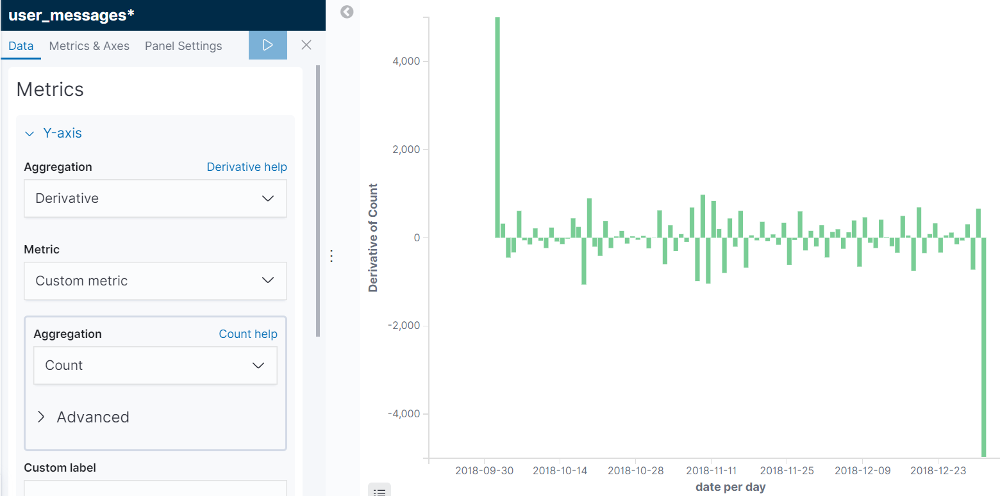 user_messages*
Data Metrics & Axes Panel Settings
Metrics
Y-axis
Aggregation Derivative help
Derivative
Metric
Custom metric
Aggregation Count help
Count
Advanced
Custom label
Derivative of Count
4,000
2,000
0
-2,000
-4,000
2018-09-30 2018-10-14 2018-10-28 2018-11-11 2018-11-25 2018-12-09 2018-12-23
date per day